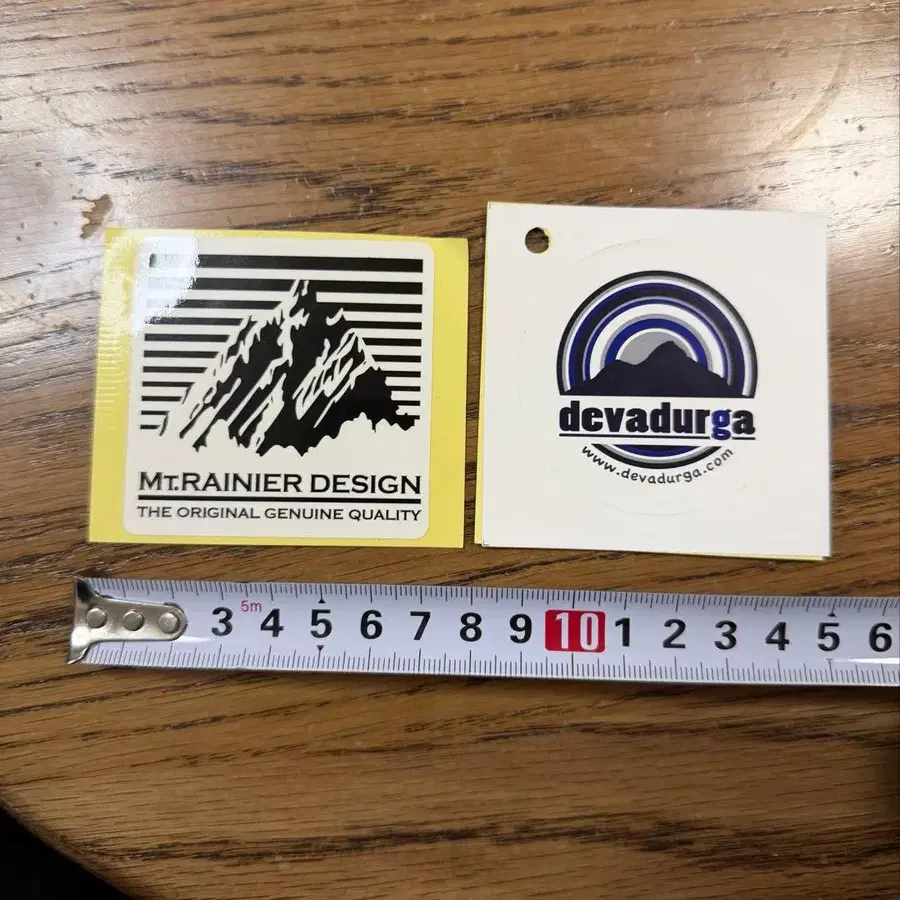 MT.RAINIER DESIGN
THE ORIGINAL GENUINE QUALITY
devadurga
www.devadurga.com
5m
3 4 5 6 7 8 9 10 1 2 3 4 5 6